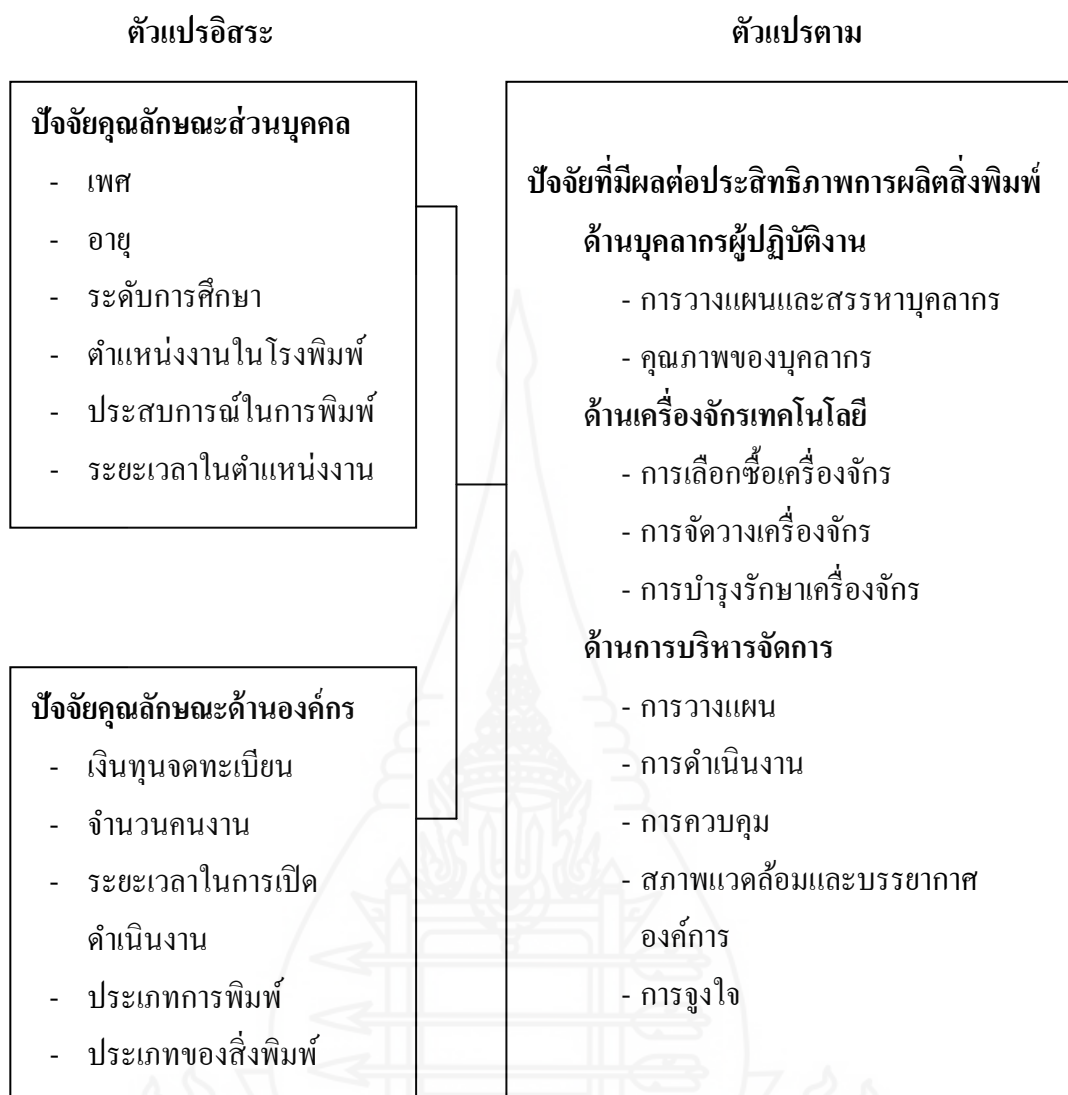 ตัวแปรอิสระ
ตัวแปรตาม
ปัจจัยคุณลักษณะส่วนบุคคล
- เพศ
- อายุ
- ระดับการศึกษา
- ตำแหน่งงานในโรงพิมพ์
- ประสบการณ์ในการพิมพ์
- ระยะเวลาในตำแหน่งงาน
ปัจจัยคุณลักษณะด้านองค์กร
- เงินทุนจดทะเบียน
- จำนวนคนงาน
- ระยะเวลาในการเปิด
ดำเนินงาน
- ประเภทการพิมพ์
- ประเภทของสิ่งพิมพ์
ปัจจัยที่มีผลต่อประสิทธิภาพการผลิตสิ่งพิมพ์
ด้านบุคลากรผู้ปฏิบัติงาน
- การวางแผนและสรรหาบุคลากร
- คุณภาพของบุคลากร
ด้านเครื่องจักรเทคโนโลยี
- การเลือกซื้อเครื่องจักร
- การจัดวางเครื่องจักร
- การบำรุงรักษาเครื่องจักร
ด้านการบริหารจัดการ
- การวางแผน
- การดำเนินงาน
- การควบคุม
- สภาพแวดล้อมและบรรยากาศ
องค์การ
- การจูงใจ